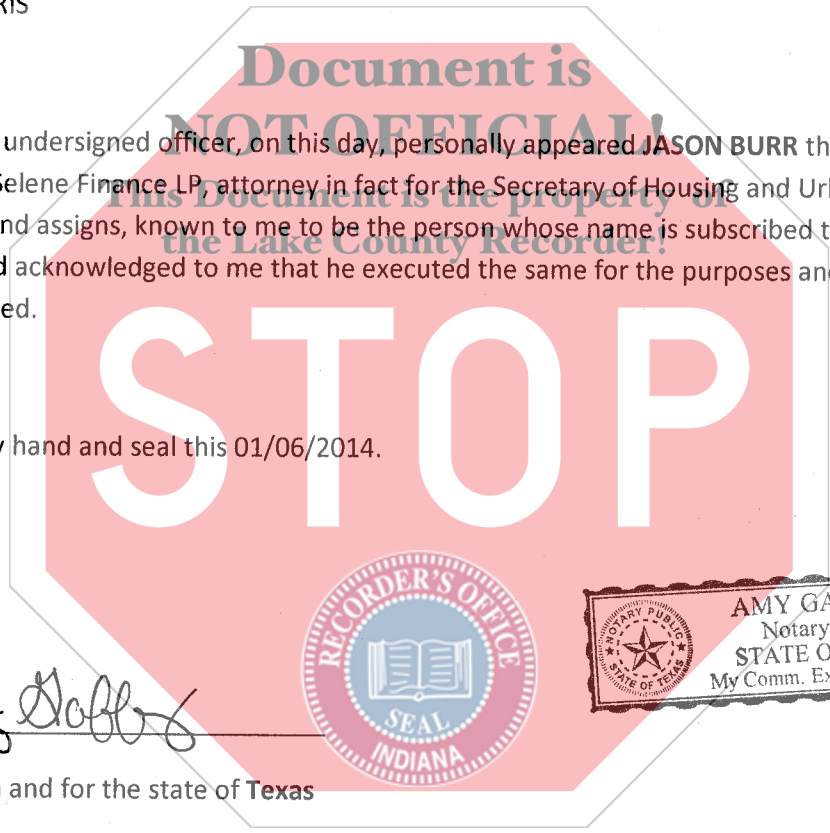 RIS
Document is
NOT OFFICIAL!
undersigned officer, on this day, personally appeared JASON BURR th
Selene Finance LP, attorney in fact for the Secretary of Housing and Url
This Document is the property of
nd assigns, known to me to be the person whose name is subscribed t
the Lake County Recorder!
d acknowledged to me that he executed the same for the purposes and
ed.
STOP
y hand and seal this 01/06/2014.
RECORDER'S OFFICE
SEAL
INDIANA
AMY GA
Notary
STATE O
My Comm. Ex
NOTARY PUBLIC
STATE OF TEXAS
and for the state of Texas